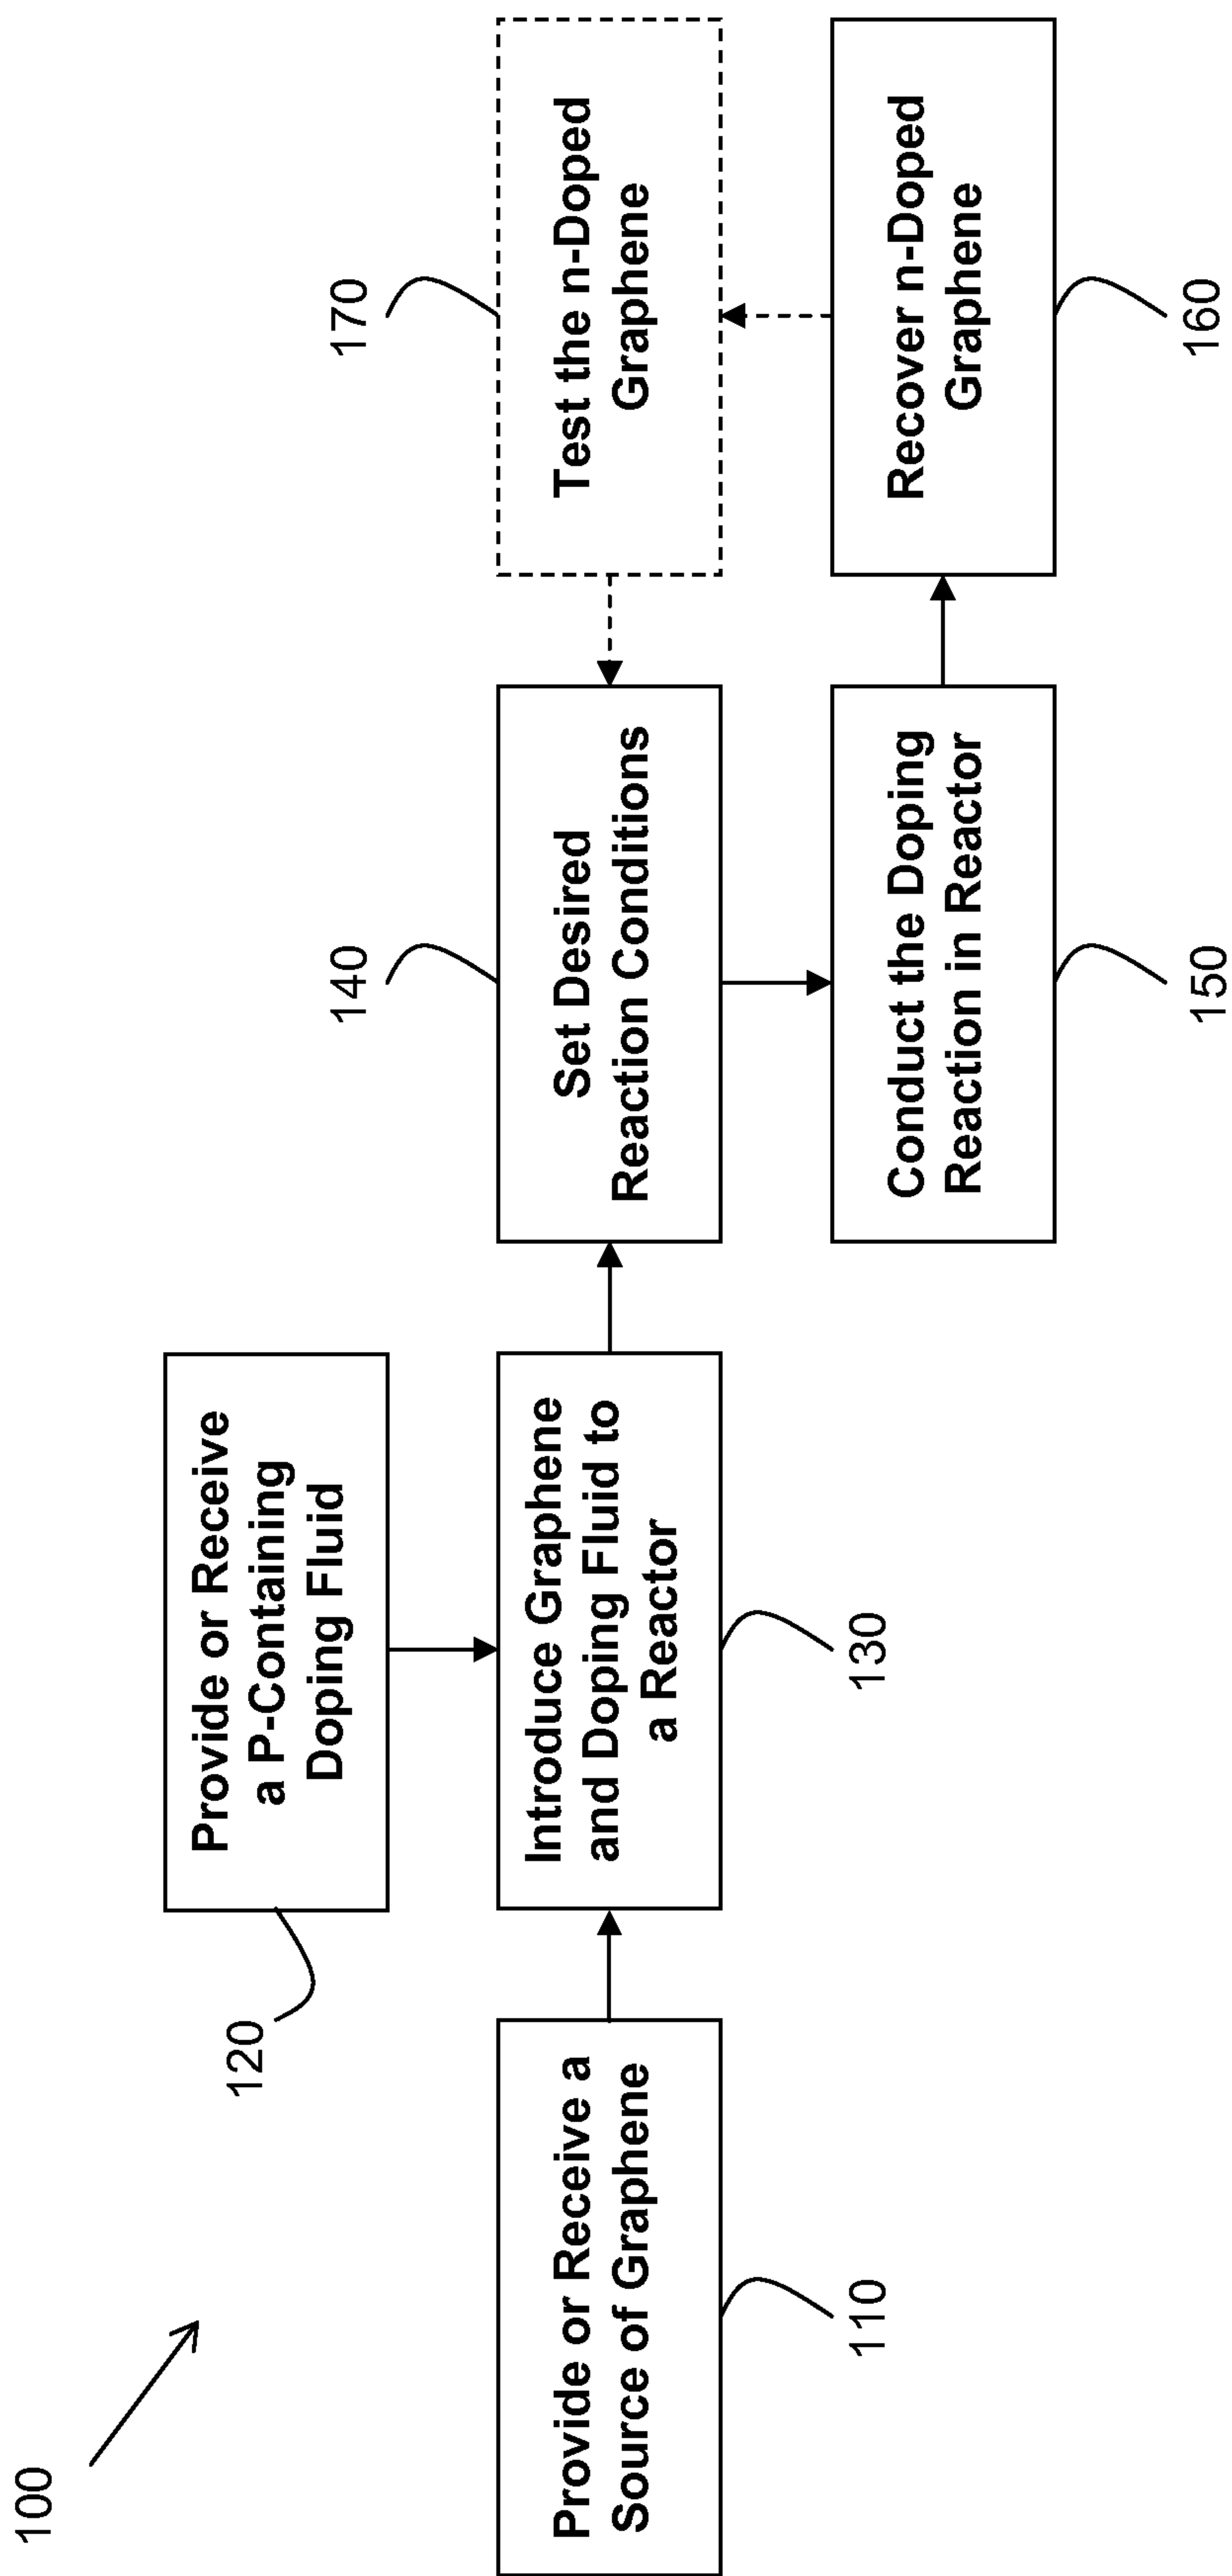 100
Provide or Receive a
Source of Graphene
110
Provide or Receive
a P-Containing
Doping Fluid
120
Introduce Graphene
and Doping Fluid to
a Reactor
130
Set Desired
Reaction Conditions
140
Conduct the Doping
Reaction in Reactor
150
Recover n-Doped
Graphene
160
Test the n-Doped
Graphene
170